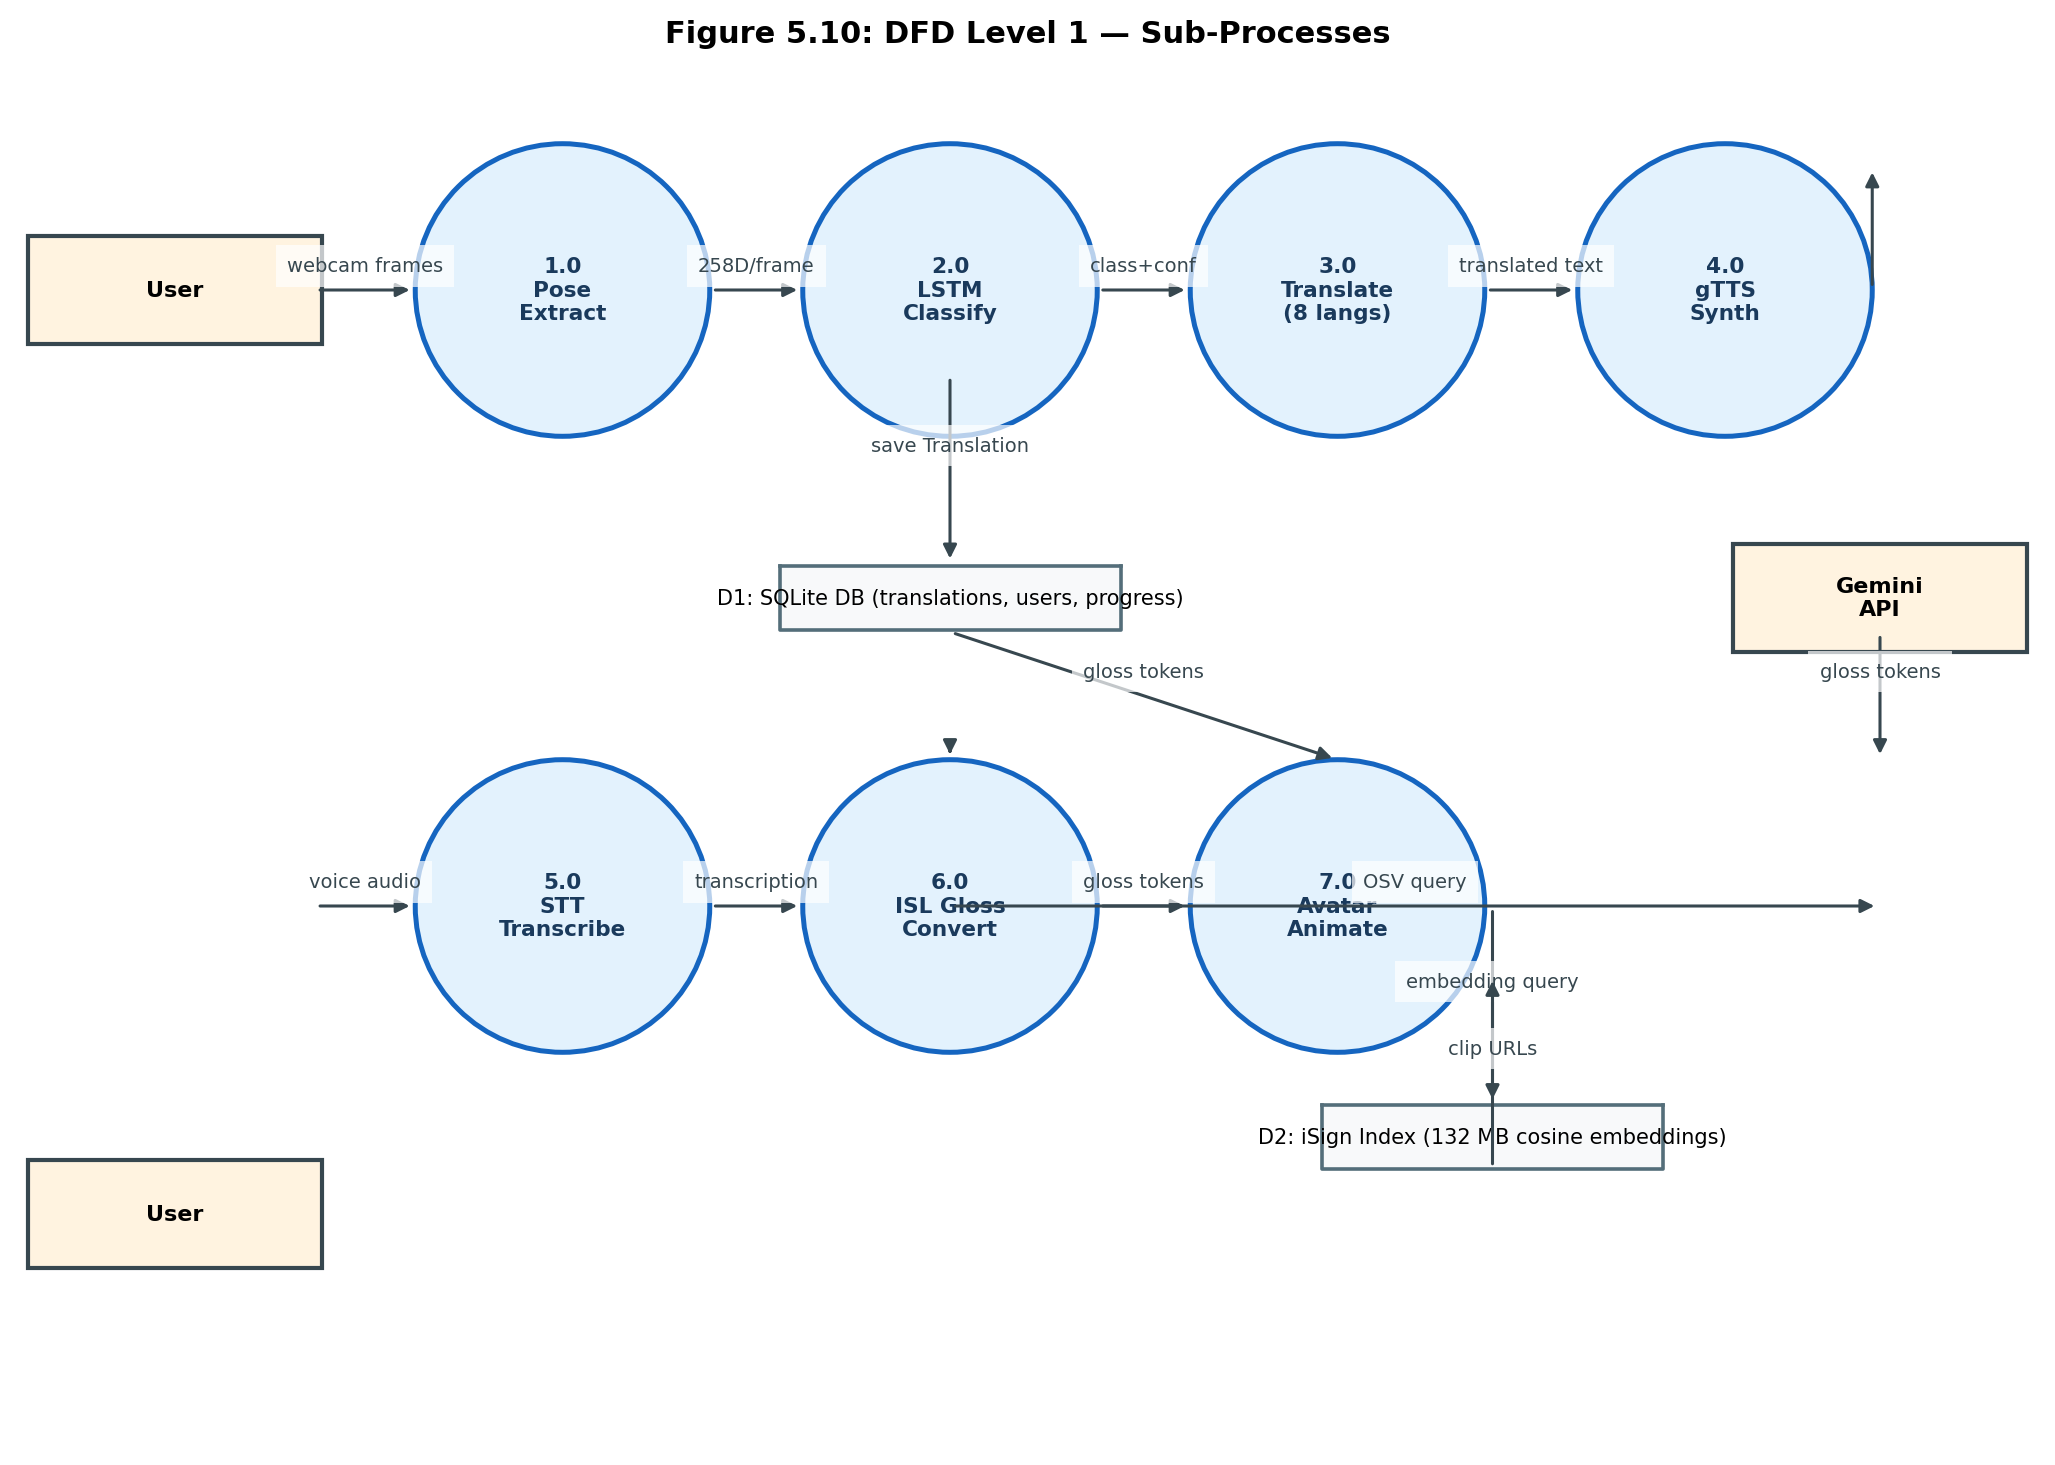 Figure 5.10: DFD Level 1 — Sub-Processes
User
webcam frames
1.0
Pose
Extract
258D/frame
2.0
LSTM
Classify
class+conf
3.0
Translate
(8 langs)
translated text
4.0
gTTS
Synth
save Translation
D1: SQLite DB (translations, users, progress)
Gemini
API
gloss tokens
gloss tokens
voice audio
5.0
STT
Transcribe
transcription
6.0
ISL Gloss
Convert
gloss tokens
7.0
Avatar
Animate
OSV query
embedding query
clip URLs
D2: iSign Index (132 MB cosine embeddings)
User